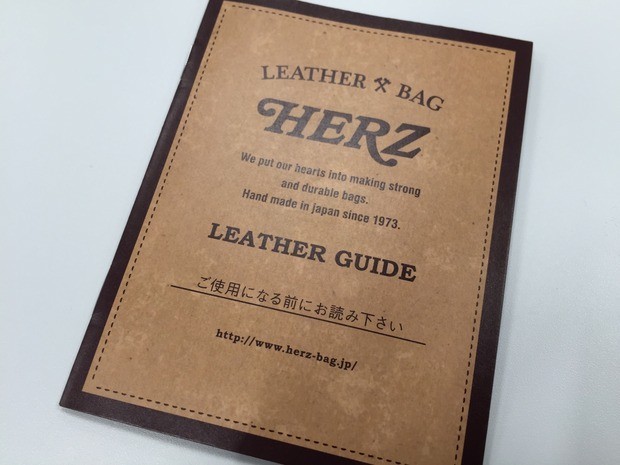 LEATHER BAG
HERZ
We put our hearts into making strong
and durable bags.
Hand made in japan since 1973.
LEATHER GUIDE
ご使用になる前にお読み下さい
http://www.herz-bag.jp/